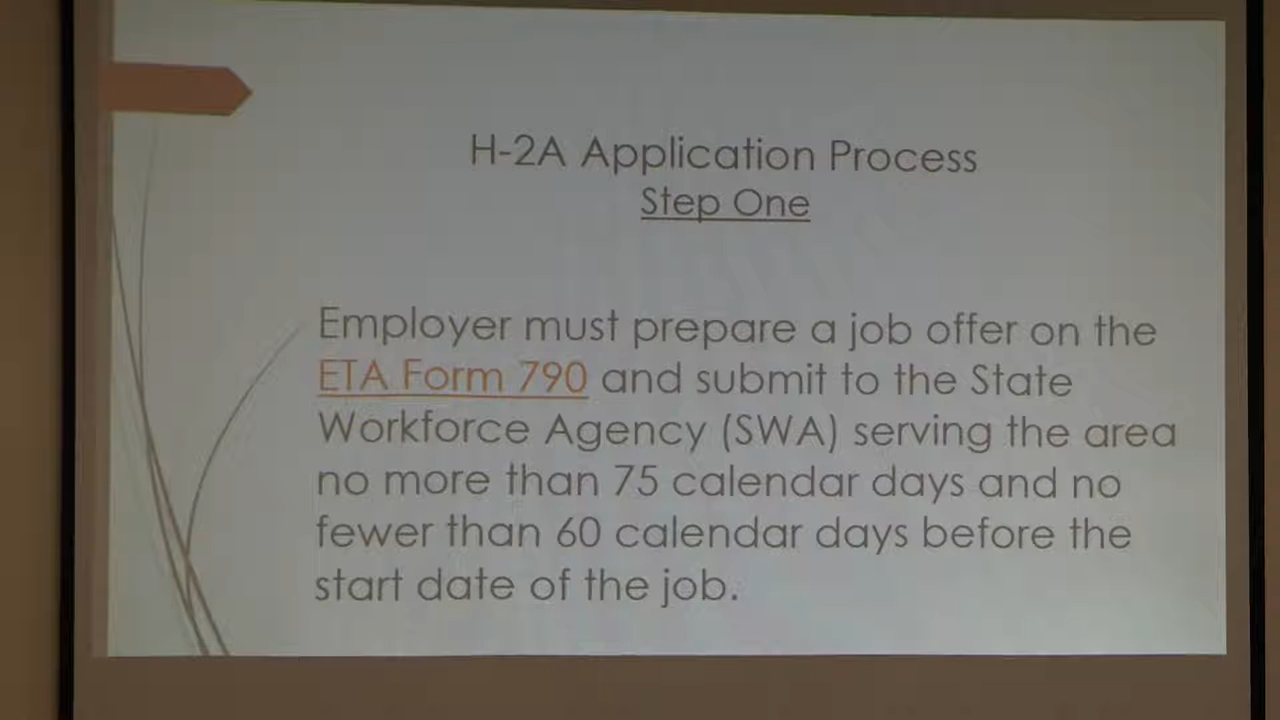 H-2A Application Process
Step One
Employer must prepare a job offer on the
ETA Form 790 and submit to the State
Workforce Agency (SWA) serving the area
no more than 75 calendar days and no
fewer than 60 calendar days before the
start date of the job.